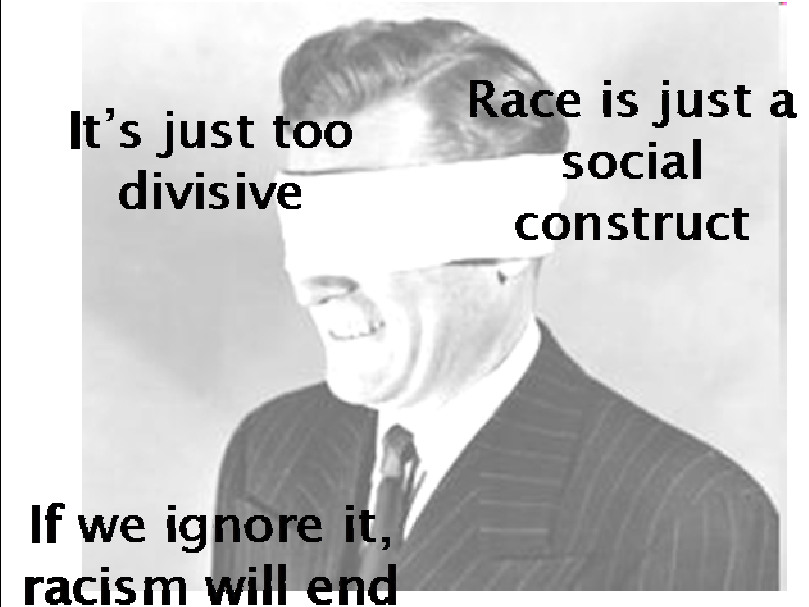 It's just too
divisive
Race is just a
social
construct
If we ignore it,
racism will end